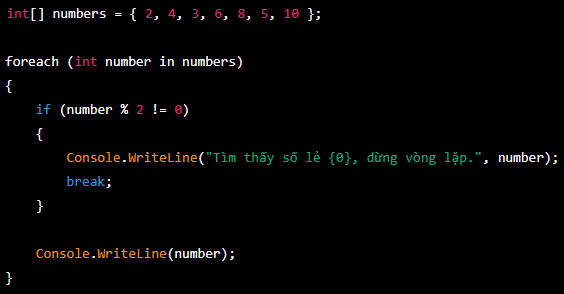 int[] numbers = { 2, 4, 3, 6, 8, 5, 10 };
foreach (int number in numbers)
{
if (number % 2 != 0)
{
Console.WriteLine("Tìm thấy số lẻ {0}, dừng vòng lặp.", number);
break;
}
Console.WriteLine(number);
}